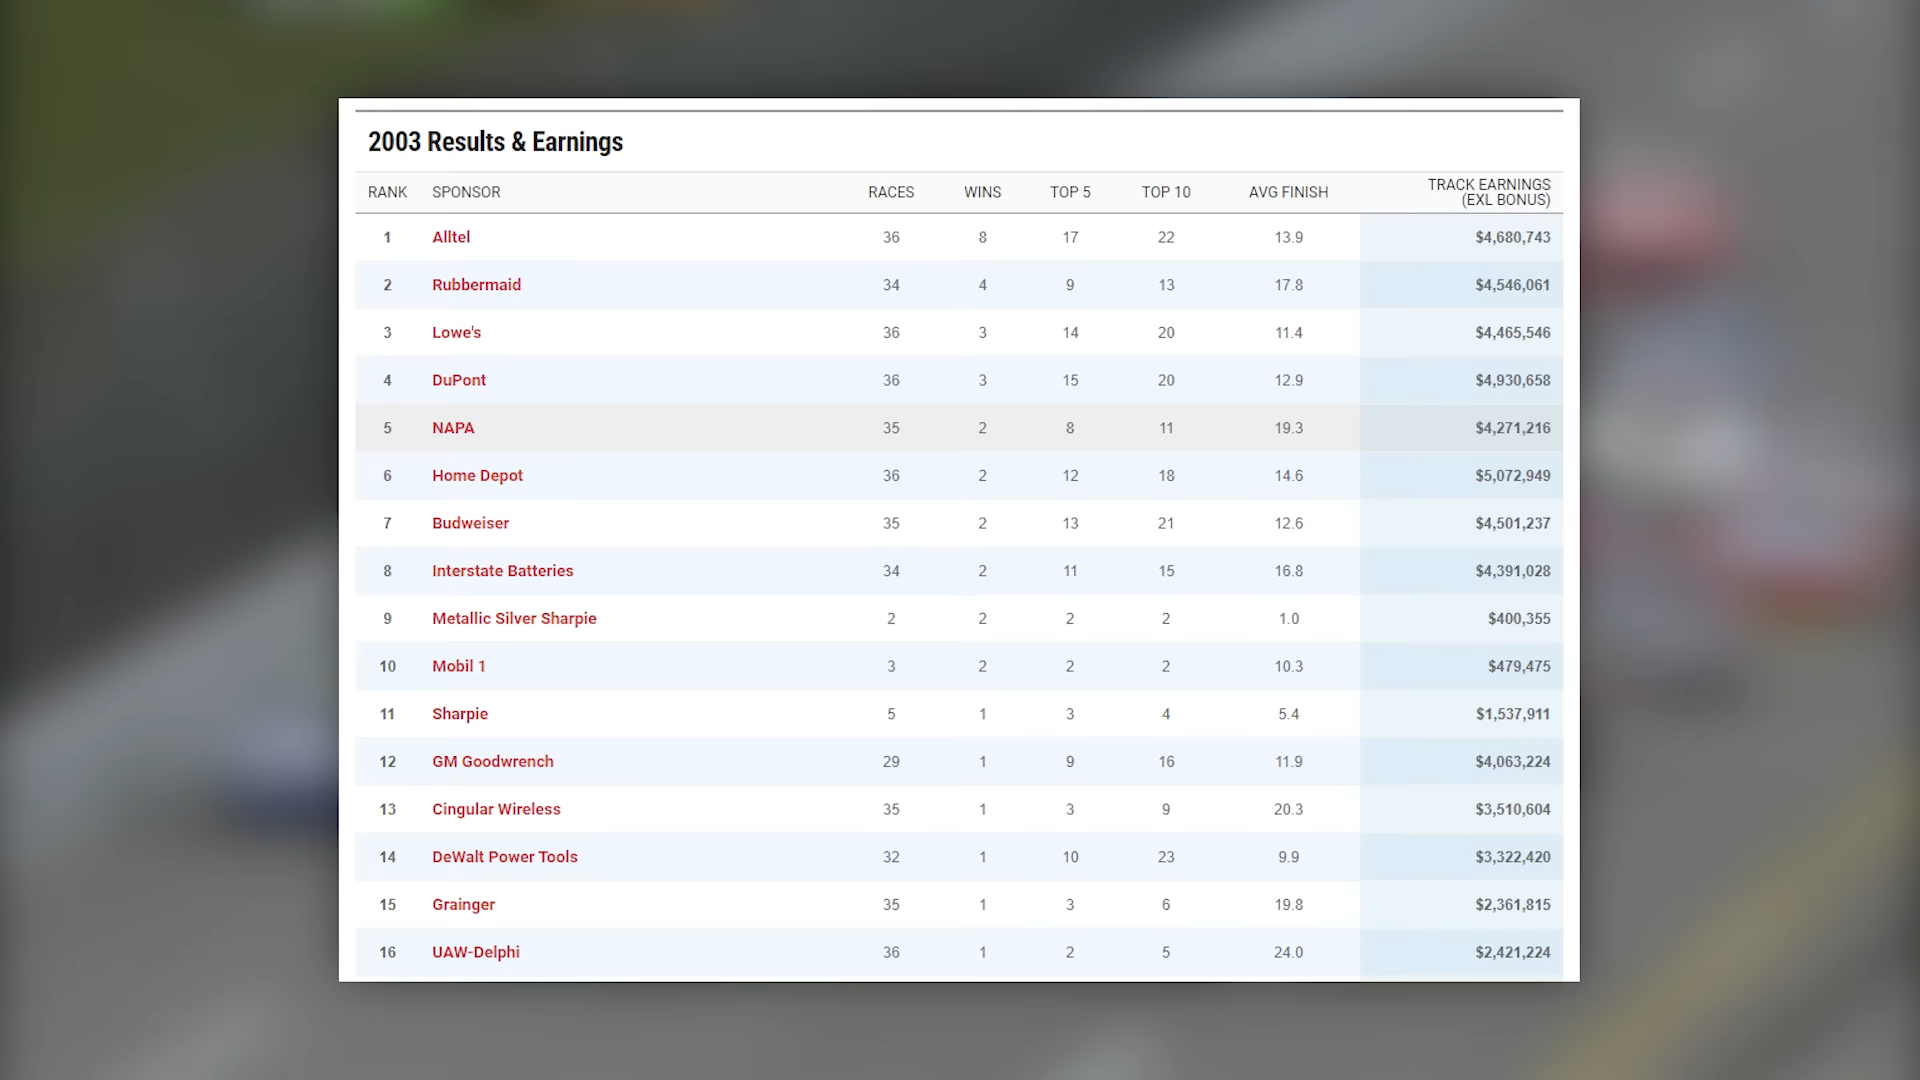 2003 Results & Earnings
RANK SPONSOR RACES WINS TOP 5 TOP 10 AVG FINISH TRACK EARNINGS (EXL BONUS)
1 Alltel 36 8 17 22 13.9 $4,680,743
2 Rubbermaid 34 4 9 13 17.8 $4,546,061
3 Lowe's 36 3 14 20 11.4 $4,465,546
4 DuPont 36 3 15 20 12.9 $4,930,658
5 NAPA 35 2 8 11 19.3 $4,271,216
6 Home Depot 36 2 12 18 14.6 $5,072,949
7 Budweiser 35 2 13 21 12.6 $4,501,237
8 Interstate Batteries 34 2 11 15 16.8 $4,391,028
9 Metallic Silver Sharpie 2 2 2 2 1.0 $400,355
10 Mobil 1 3 2 2 2 10.3 $479,475
11 Sharpie 5 1 3 4 5.4 $1,537,911
12 GM Goodwrench 29 1 9 16 11.9 $4,063,224
13 Cingular Wireless 35 1 3 9 20.3 $3,510,604
14 DeWalt Power Tools 32 1 10 23 9.9 $3,322,420
15 Grainger 35 1 3 6 19.8 $2,361,815
16 UAW-Delphi 36 1 2 5 24.0 $2,421,224